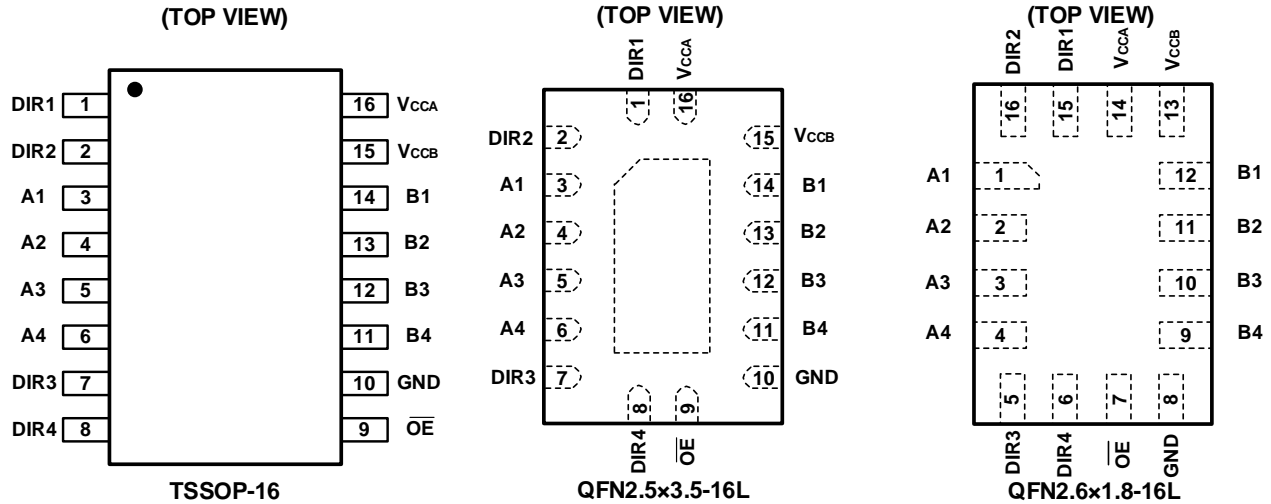 (TOP VIEW)
DIR1 1
DIR2 2
A1 3
A2 4
A3 5
A4 6
DIR3 7
DIR4 8
16 VCCA
15 VCCB
14 B1
13 B2
12 B3
11 B4
10 GND
9 OE
TSSOP-16
(TOP VIEW)
DIR1 VCCA
1 16
DIR2 2
A1 3
A2 4
A3 5
A4 6
DIR3 7
15 VCCB
14 B1
13 B2
12 B3
11 B4
10 GND
8 9
DIR4 OE
QFN2.5×3.5-16L
(TOP VIEW)
DIR2 DIR1 VCCA VCCB
16 15 14 13
A1 1
A2 2
A3 3
A4 4
12 B1
11 B2
10 B3
9 B4
5 6 7 8
DIR3 DIR4 OE GND
QFN2.6×1.8-16L